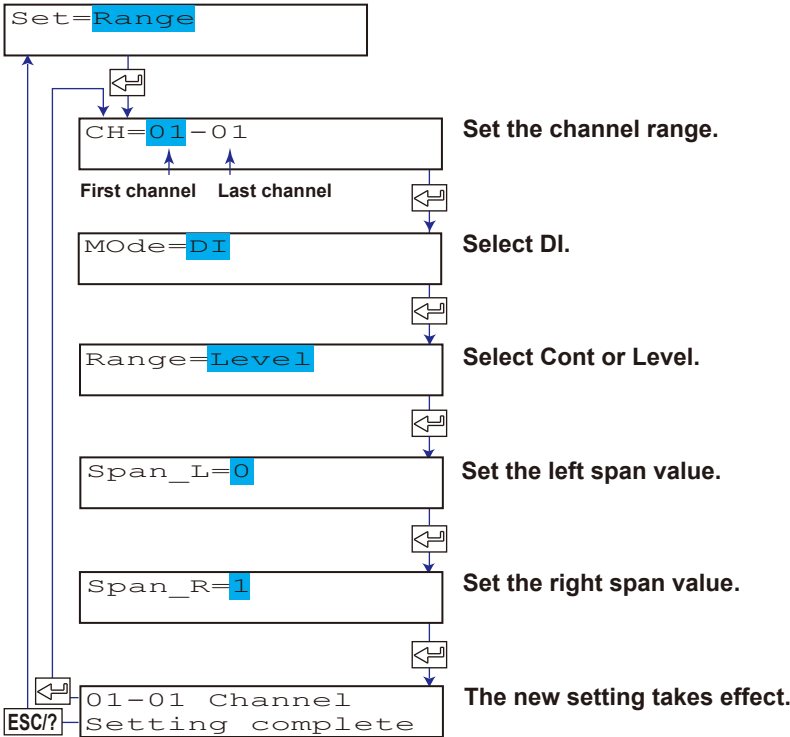 Set=Range
CH=01-01
Set the channel range.
First channel Last channel
MOde=DI
Select DI.
Range=Level
Select Cont or Level.
Span_L=0
Set the left span value.
Span_R=1
Set the right span value.
01-01 Channel
The new setting takes effect.
ESC/?
Setting complete